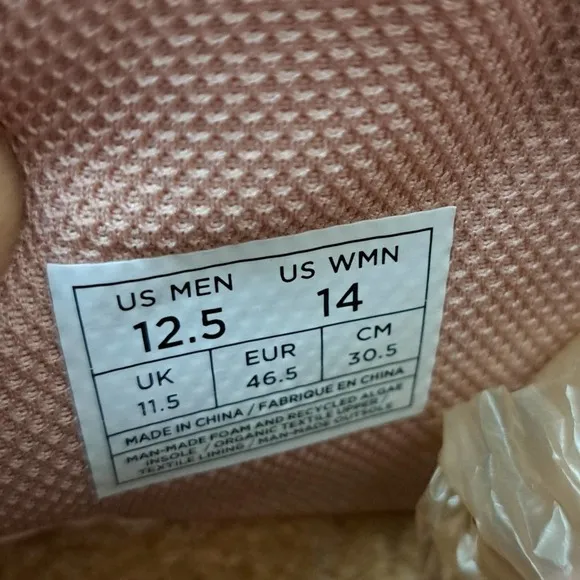 US MEN US WMN
12.5 14
UK EUR CM
11.5 46.5 30.5
MADE IN CHINA / FABRIQUE EN CHINA
MAN-MADE FOAM AND RECYCLED ALGAE
INSOLE / ORGANIC TEXTILE UPPER /
TEXTILE LINING / MAN-MADE OUTSOLE